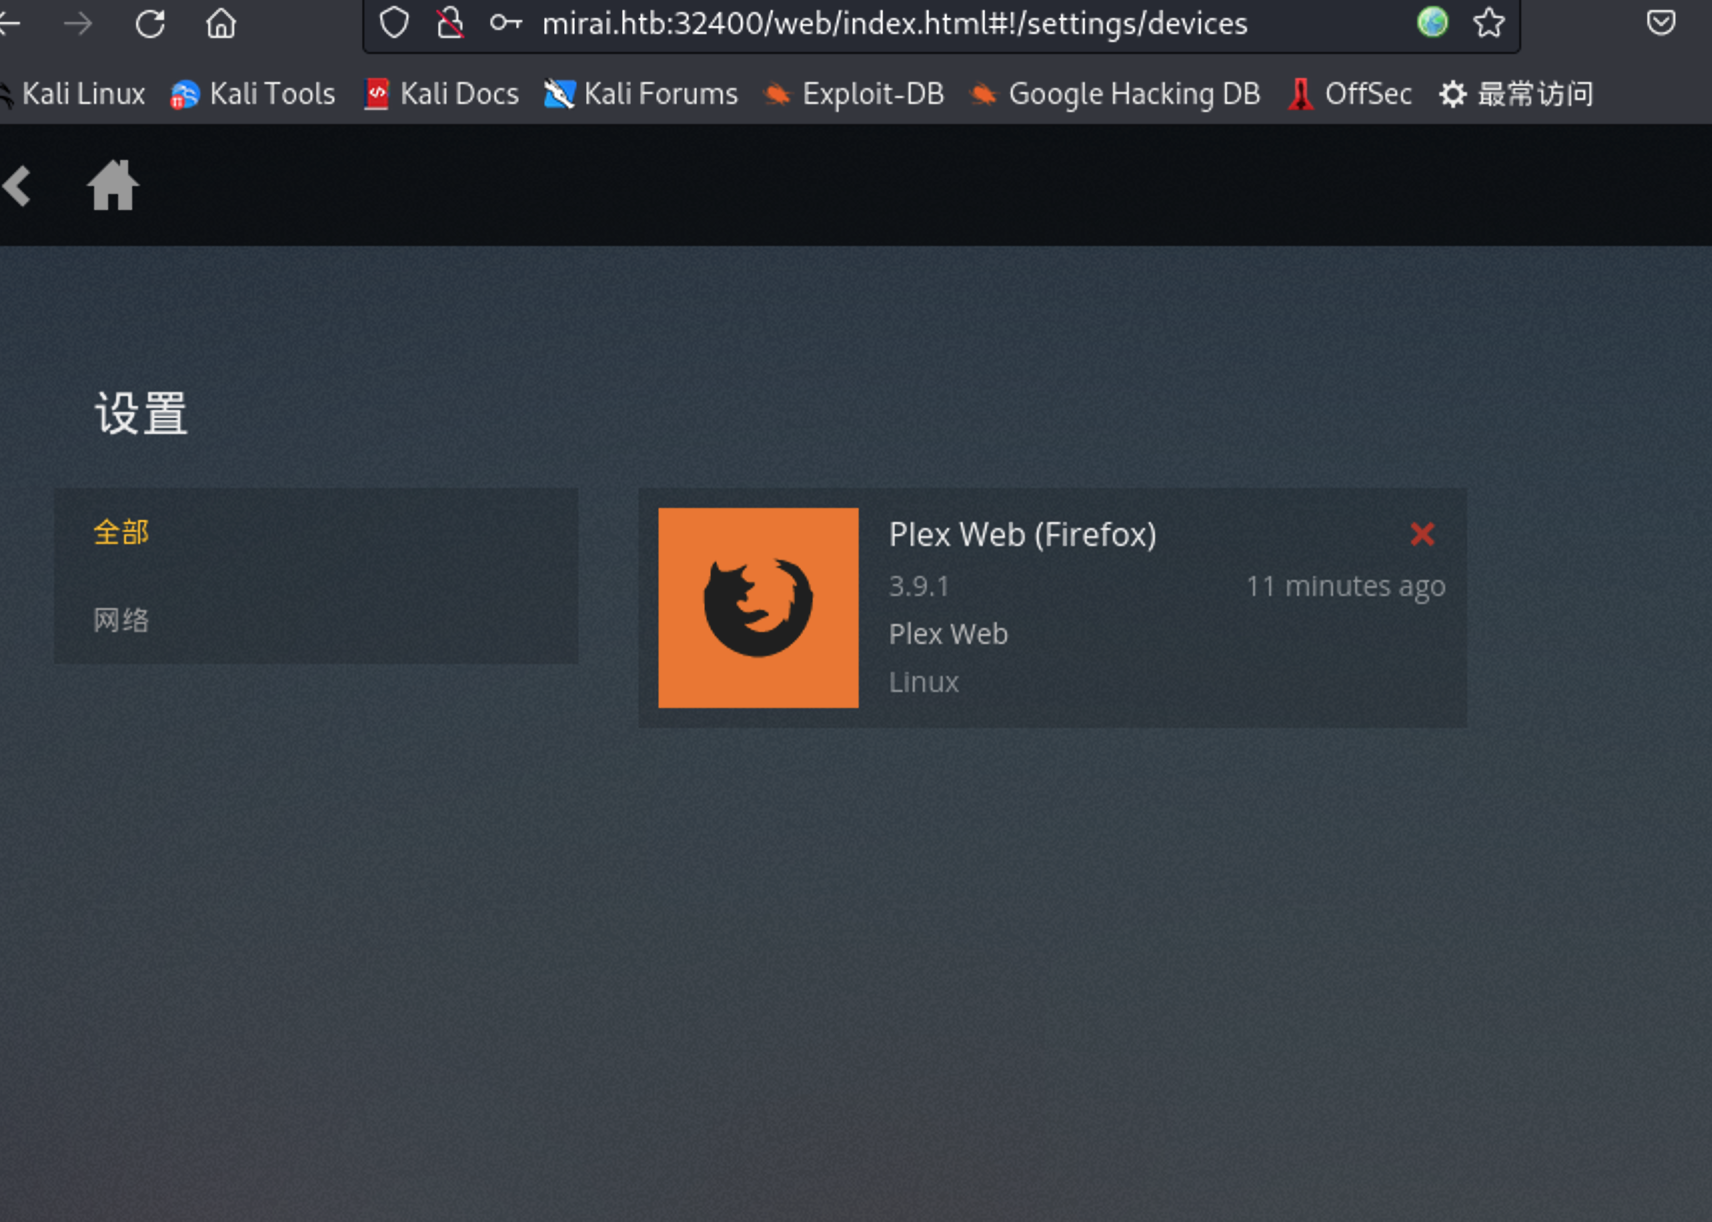 mirai.htb:32400/web/index.html#!/settings/devices
Kali Linux Kali Tools Kali Docs Kali Forums Exploit-DB Google Hacking DB OffSec 最常访问
设置
全部
网络
Plex Web (Firefox)
3.9.1 11 minutes ago
Plex Web
Linux